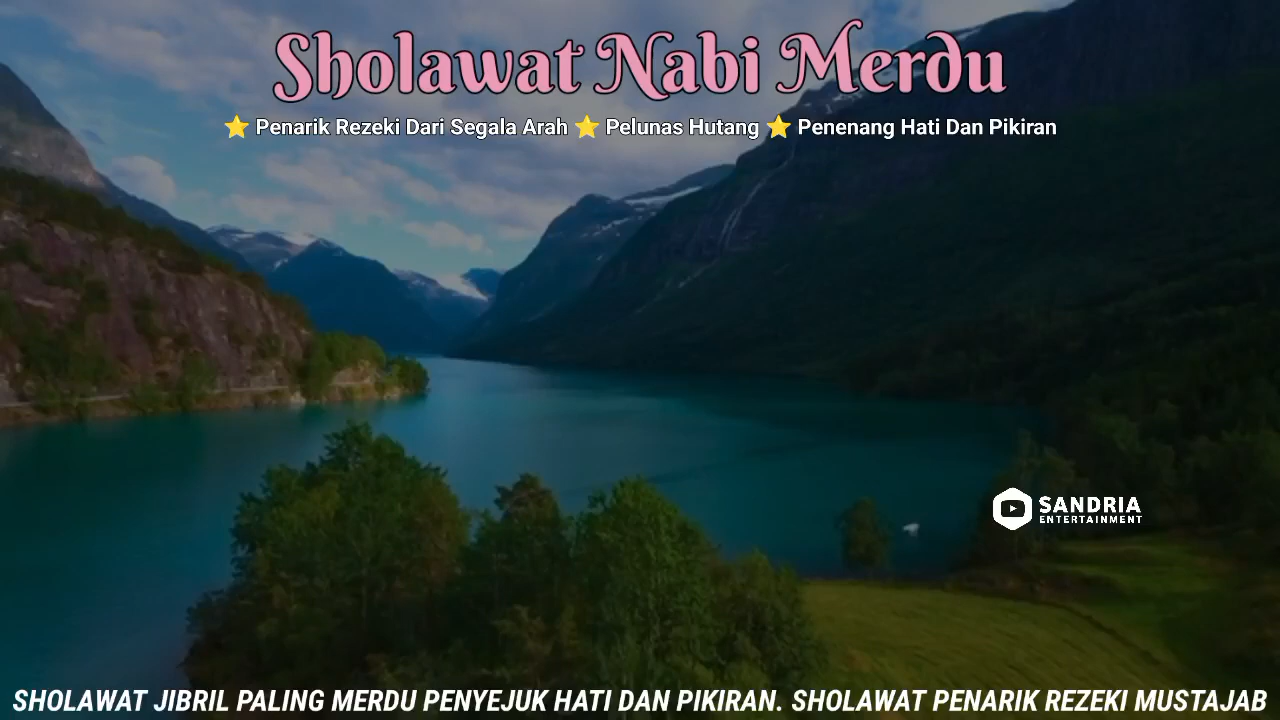 Sholawat Nabi Merdu
⭐ Penarik Rezeki Dari Segala Arah ⭐ Pelunas Hutang ⭐ Penenang Hati Dan Pikiran
SANDRIA
ENTERTAINMENT
SHOLAWAT JIBRIL PALING MERDU PENYEJUK HATI DAN PIKIRAN. SHOLAWAT PENARIK REZEKI MUSTAJAB